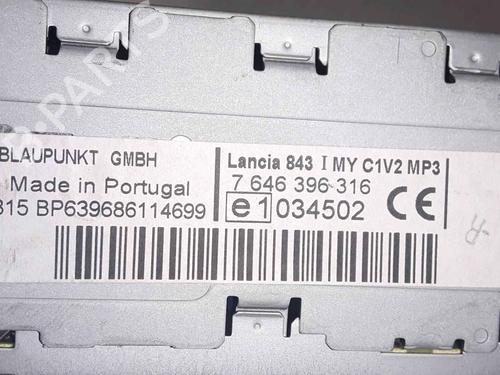 BLAUPUNKT GMBH
Made in Portugal
815 BP639686114699
Lancia 843 I MY C1V2 MP3
7 646 396 316
e1 034502 CE
-R